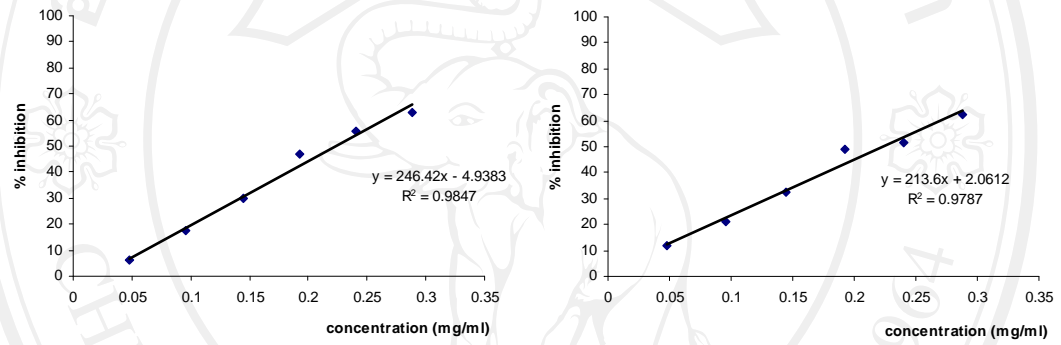 % inhibition
100
90
80
70
60
50
40
30
20
10
0
y = 246.42x - 4.9383
R² = 0.9847
0 0.05 0.1 0.15 0.2 0.25 0.3 0.35
concentration (mg/ml)
% inhibition
100
90
80
70
60
50
40
30
20
10
0
y = 213.6x + 2.0612
R² = 0.9787
0 0.05 0.1 0.15 0.2 0.25 0.3 0.35
concentration (mg/ml)
CH
964